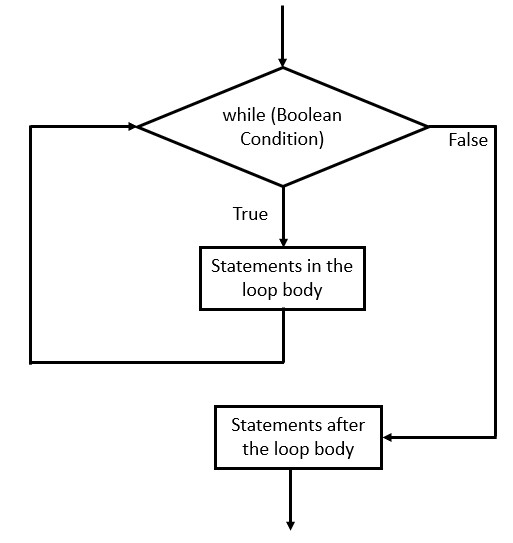 while (Boolean
Condition)
False
True
Statements in the
loop body
Statements after
the loop body